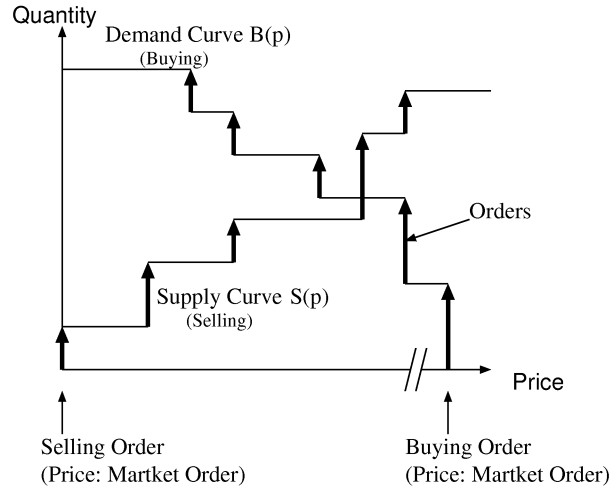 Quantity
Demand Curve B(p)
(Buying)
Orders
Supply Curve S(p)
(Selling)
Price
Selling Order
(Price: Martket Order)
Buying Order
(Price: Martket Order)